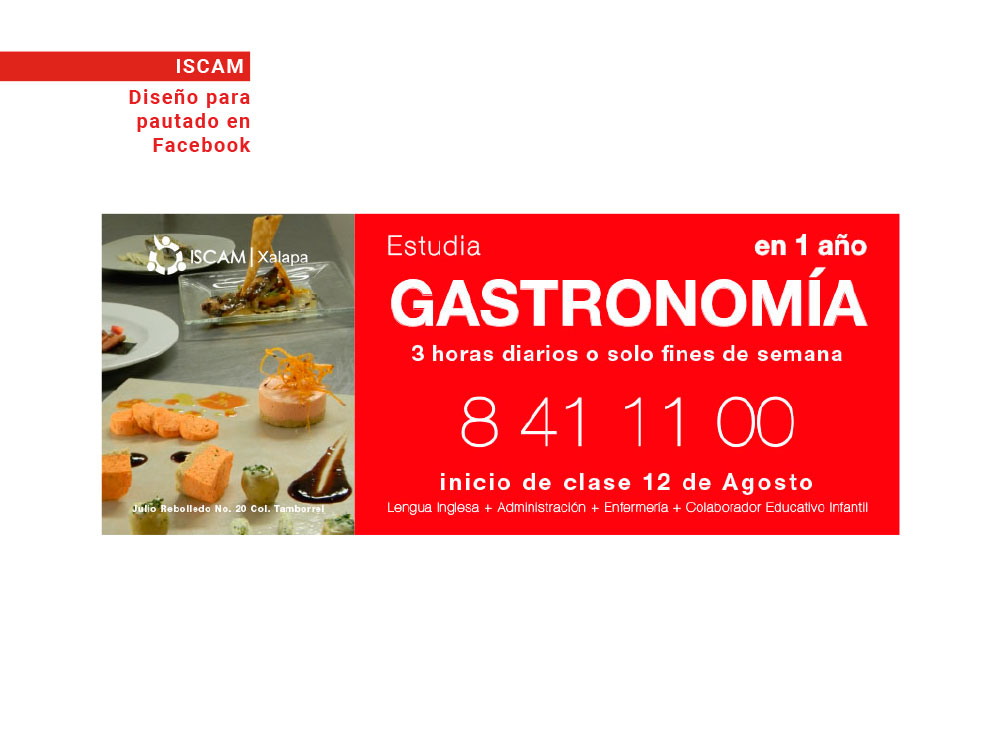 ISCAM
Diseño para
pautado en
Facebook
ISCAM | Xalapa
Julio Rebolledo No. 20 Col. Tamborrel
Estudia en 1 año
GASTRONOMÍA
3 horas diarios o solo fines de semana
8 41 11 00
inicio de clase 12 de Agosto
Lengua Inglesa + Administración + Enfermería + Colaborador Educativo Infantil